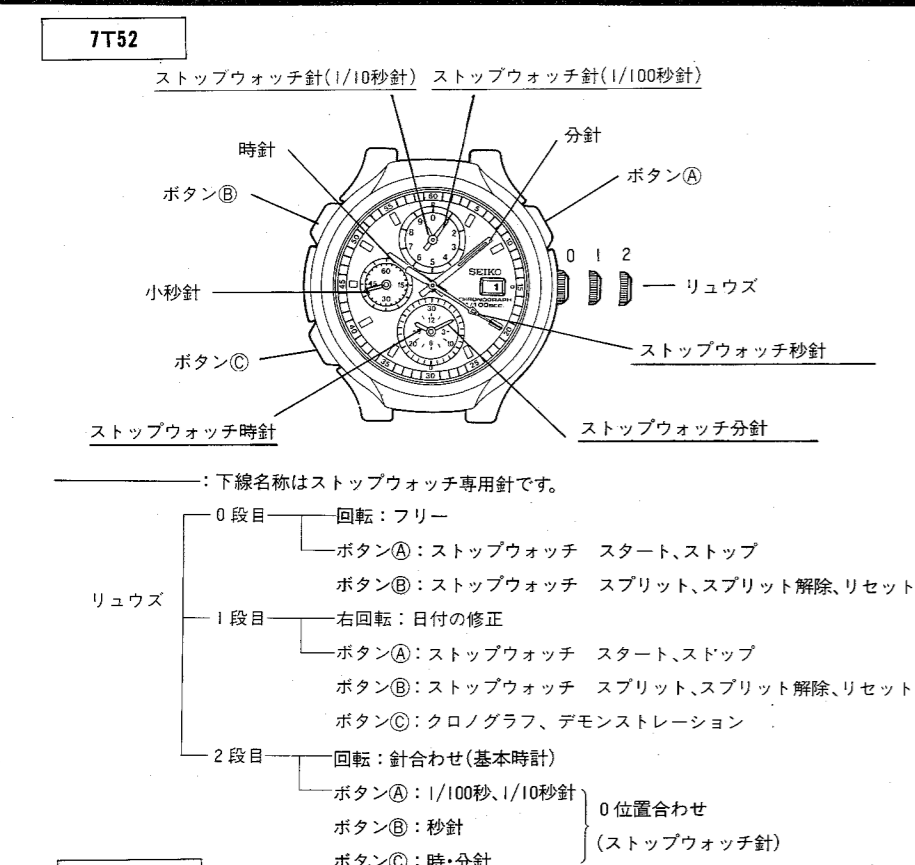 7T52
ストップウォッチ針(1/10秒針) ストップウォッチ針(1/100秒針)
時針
分針
ボタンⒷ
ボタンⒶ
0 1 2
小秒針
SEIKO
1
CHRONOGRAPH
1/100SEC
リュウズ
ボタンⒸ
ストップウォッチ秒針
ストップウォッチ時針
ストップウォッチ分針
:下線名称はストップウォッチ専用針です。
リュウズ
0段目 回転:フリー
ボタンⒶ:ストップウォッチ スタート、ストップ
ボタンⒷ:ストップウォッチ スプリット、スプリット解除、リセット
1段目 右回転:日付の修正
ボタンⒶ:ストップウォッチ スタート、ストップ
ボタンⒷ:ストップウォッチ スプリット、スプリット解除、リセット
ボタンⒸ:クロノグラフ、デモンストレーション
2段目 回転:針合わせ(基本時計)
ボタンⒶ:1/100秒、1/10秒針
ボタンⒷ:秒針
ボタンⒸ:時・分針
0位置合わせ
(ストップウォッチ針)